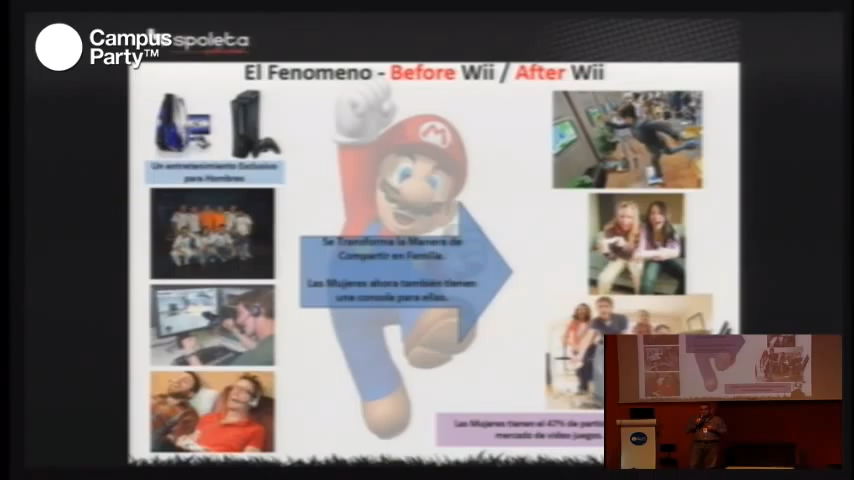 Campus
Party™
spoleta
El Fenomeno - Before Wii / After Wii
Un entretenimiento Exclusivo
para Hombres
Se Transforma la Manera de
Compartir en Familia.
Las Mujeres ahora también tienen
una console para ellas.
Las Mujeres tienen el 47% de
mercado de video juegos.